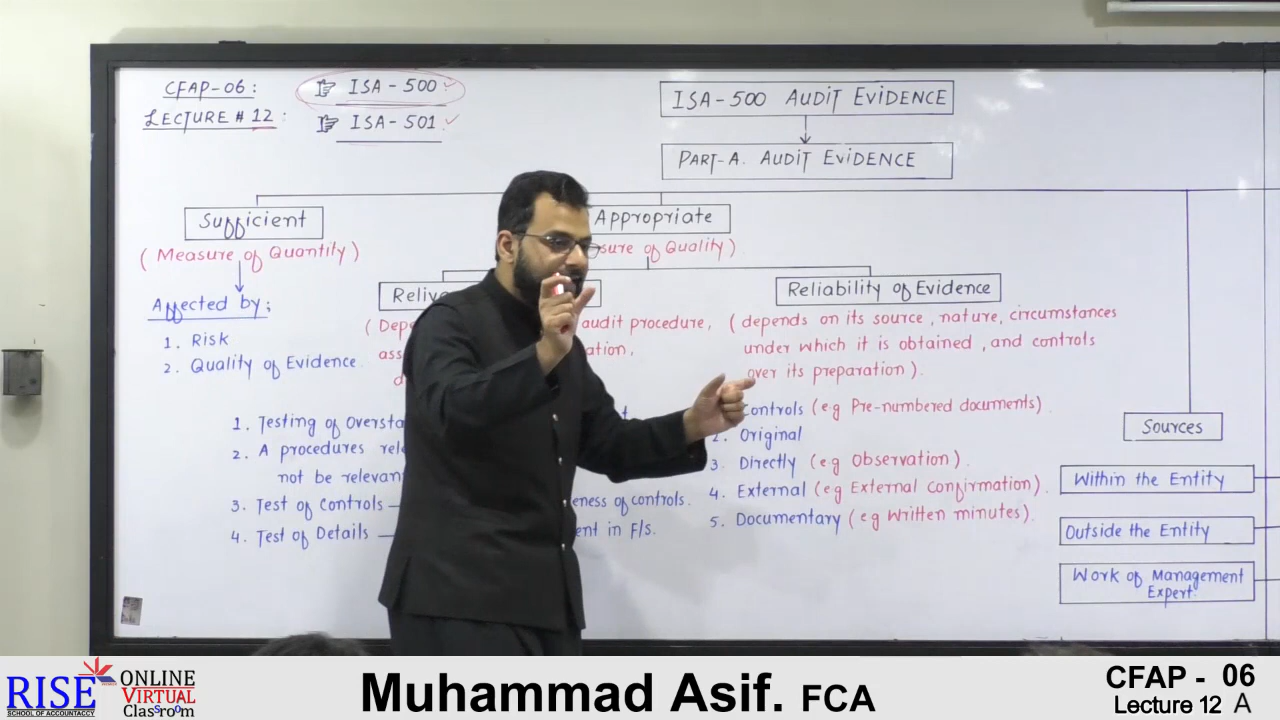 CFAP-06:
LECTURE # 12 :
ISA - 500
ISA - 501
ISA-500 AUDIT EVIDENCE
PART-A. AUDIT EVIDENCE
Sufficient
( Measure of Quantity )
Affected by;
1. Risk
2. Quality of Evidence.
Appropriate
sure of Quality )
Relive
( Depe audit procedure,
ass ation,
d
1. Testing of Oversta t
2. A procedures rele
not be relevan
3. Test of Controls — eness of controls.
4. Test of Details — ent in F/s.
Reliability of Evidence
( depends on its source, nature, circumstances
under which it is obtained, and controls
over its preparation ).
Controls (eg Pre-numbered documents)
2. Original
3. Directly (eg Observation).
4. External (eg External confirmation).
5. Documentary (eg Written minutes).
Sources
Within the Entity
Outside the Entity
Work of Management
Expert.
RISE
SCHOOL OF ACCOUNTANCY
ONLINE
VIRTUAL
Classroom
Muhammad Asif. FCA
CFAP - 06
Lecture 12 A